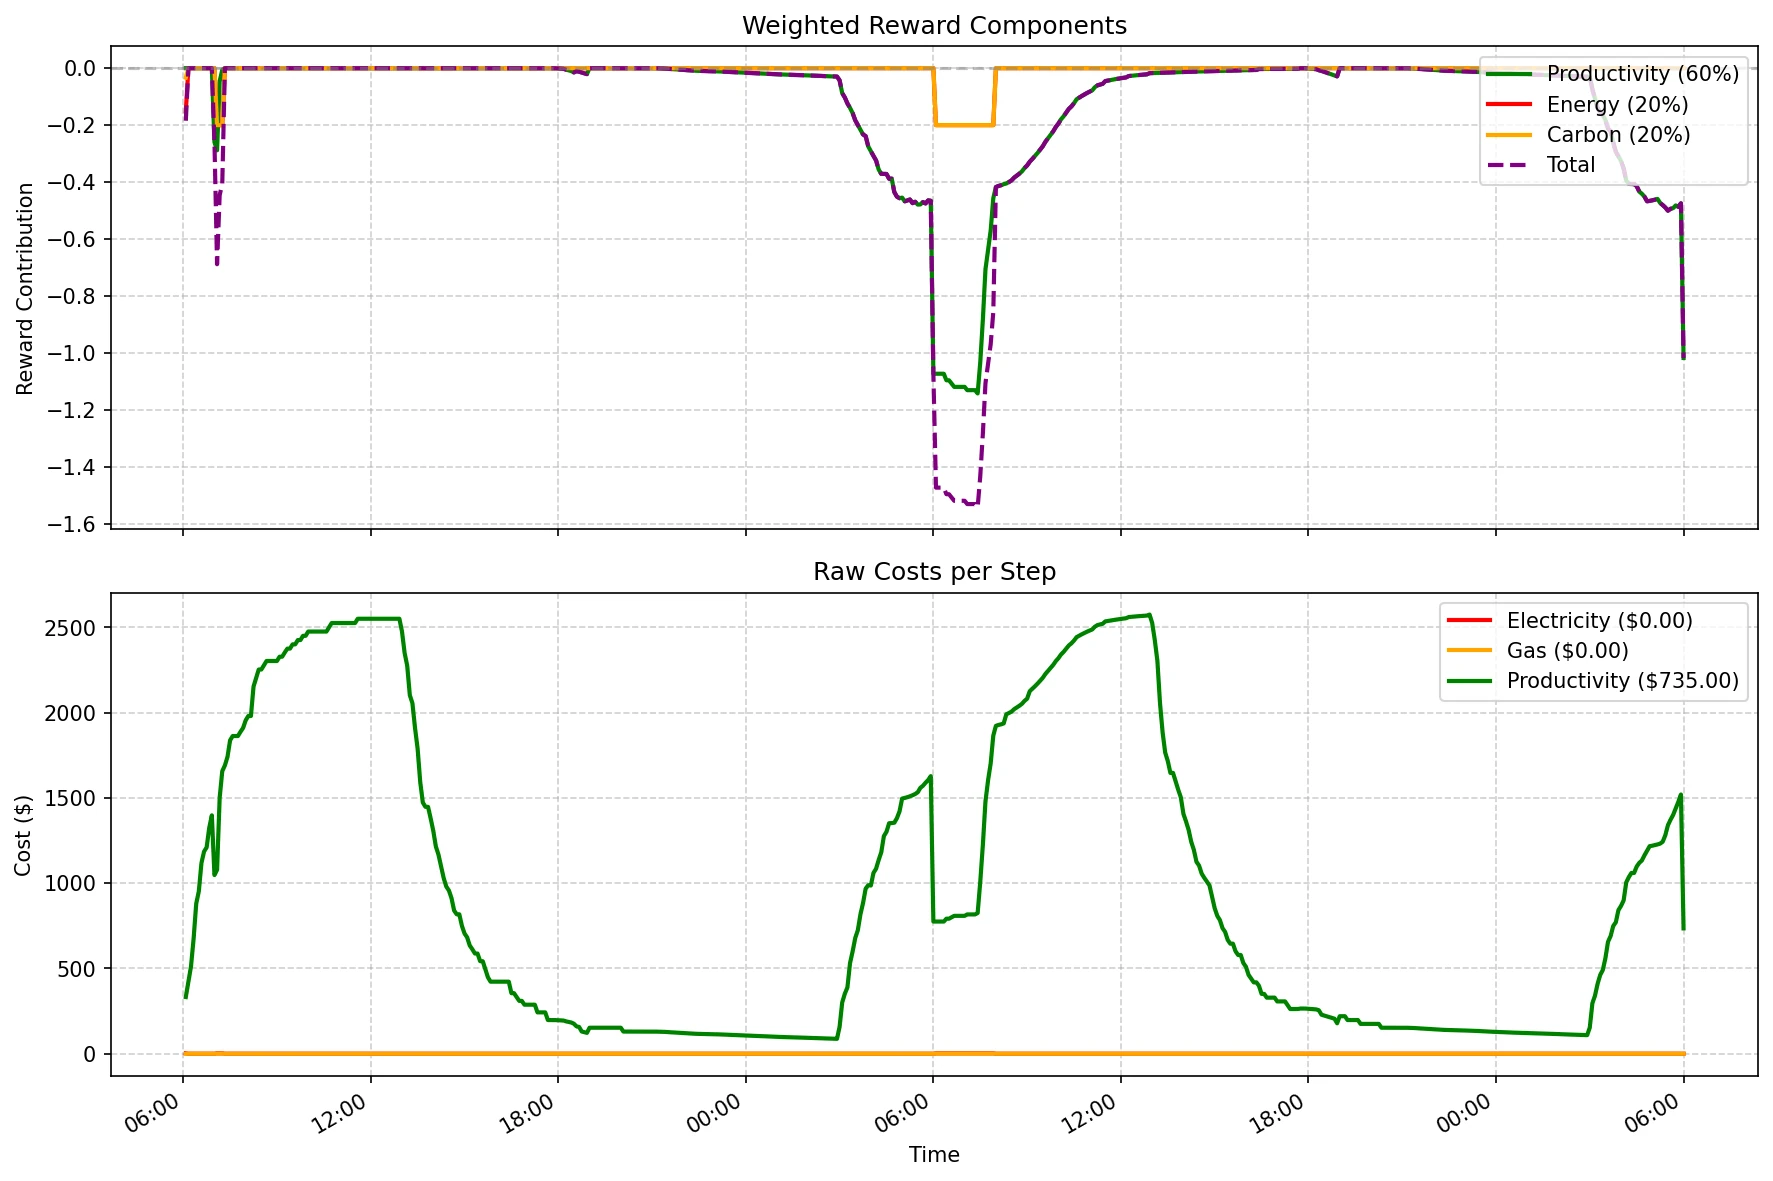 Weighted Reward Components
0.0
−0.2
−0.4
−0.6
−0.8
−1.0
−1.2
−1.4
−1.6
Reward Contribution
Productivity (60%)
Energy (20%)
Carbon (20%)
Total
Raw Costs per Step
2500
2000
1500
1000
500
0
Cost ($)
Electricity ($0.00)
Gas ($0.00)
Productivity ($735.00)
06:00 12:00 18:00 00:00 06:00 12:00 18:00 00:00 06:00
Time